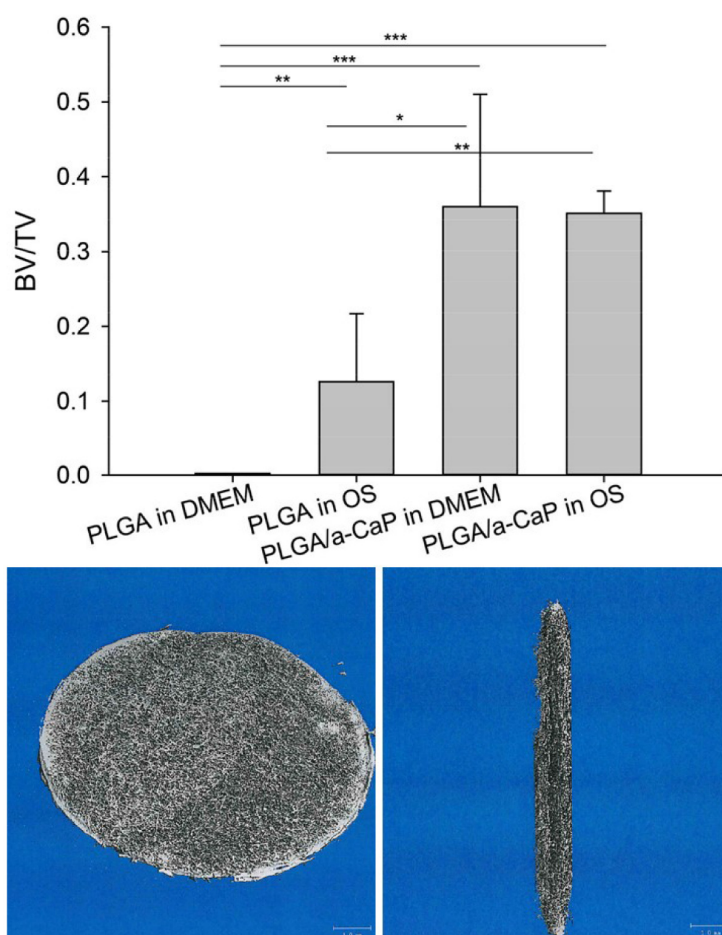 0.6
***
***
**
0.5
*
**
0.4
0.3
0.2
0.1
0.0
BV/TV
PLGA in DMEM
PLGA in OS
PLGA/a-CaP in DMEM
PLGA/a-CaP in OS